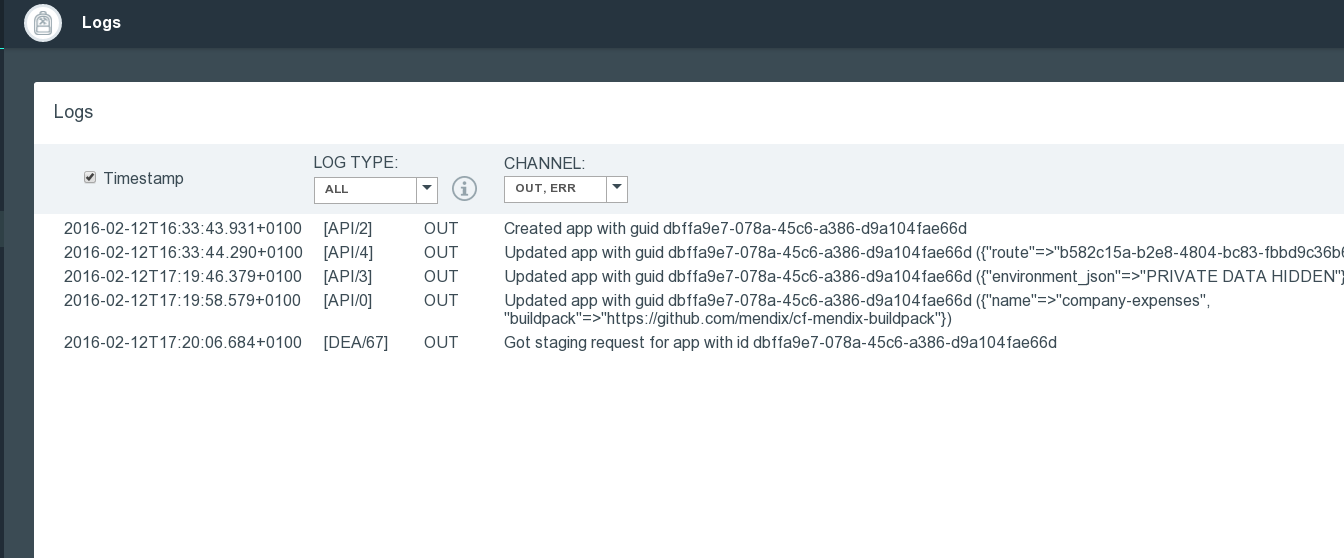 Logs
Logs
Timestamp
LOG TYPE:
ALL
CHANNEL:
OUT, ERR
2016-02-12T16:33:43.931+0100 [API/2] OUT Created app with guid dbffa9e7-078a-45c6-a386-d9a104fae66d
2016-02-12T16:33:44.290+0100 [API/4] OUT Updated app with guid dbffa9e7-078a-45c6-a386-d9a104fae66d ({"route"=>"b582c15a-b2e8-4804-bc83-fbbd9c36b6
2016-02-12T17:19:46.379+0100 [API/3] OUT Updated app with guid dbffa9e7-078a-45c6-a386-d9a104fae66d ({"environment_json"=>"PRIVATE DATA HIDDEN"}
2016-02-12T17:19:58.579+0100 [API/0] OUT Updated app with guid dbffa9e7-078a-45c6-a386-d9a104fae66d ({"name"=>"company-expenses",
"buildpack"=>"https://github.com/mendix/cf-mendix-buildpack"})
2016-02-12T17:20:06.684+0100 [DEA/67] OUT Got staging request for app with id dbffa9e7-078a-45c6-a386-d9a104fae66d